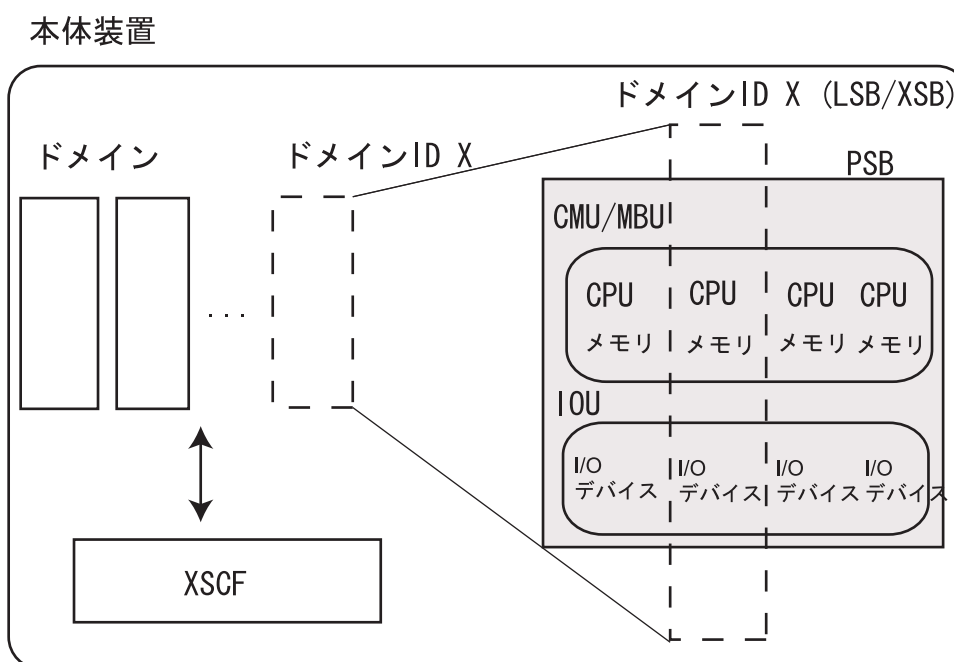 本体装置
ドメインID X (LSB/XSB)
ドメイン
ドメインID X
PSB
CMU/MBU
CPU CPU CPU CPU
メモリ メモリ メモリ メモリ
...
IOU
I/O I/O I/O I/O
デバイス デバイス デバイス デバイス
XSCF